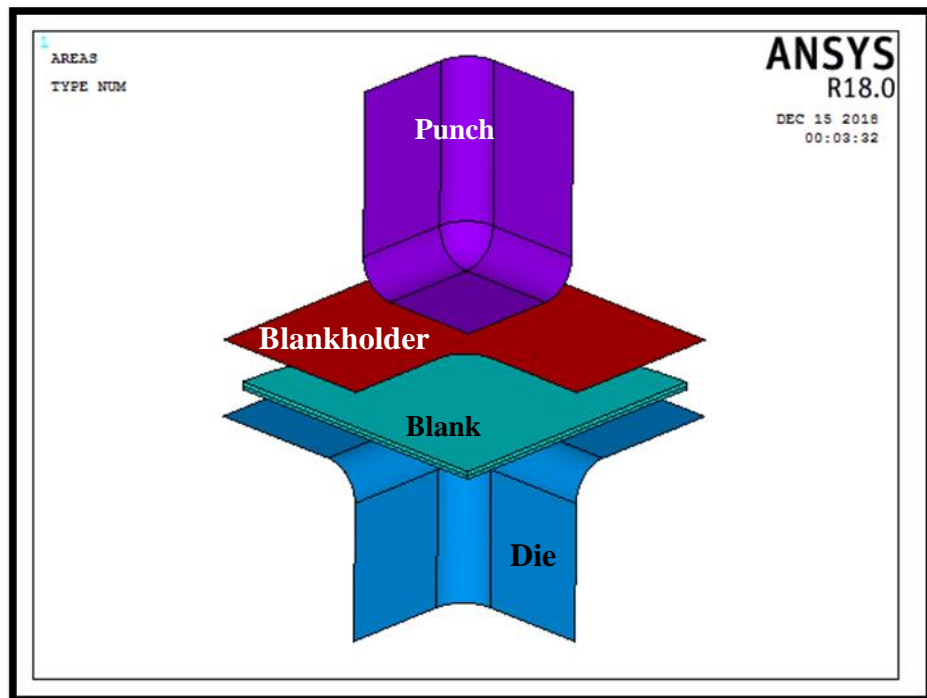 1
AREAS
TYPE NUM
ANSYS
R18.0
DEC 15 2018
00:03:32
Punch
Blankholder
Blank
Die